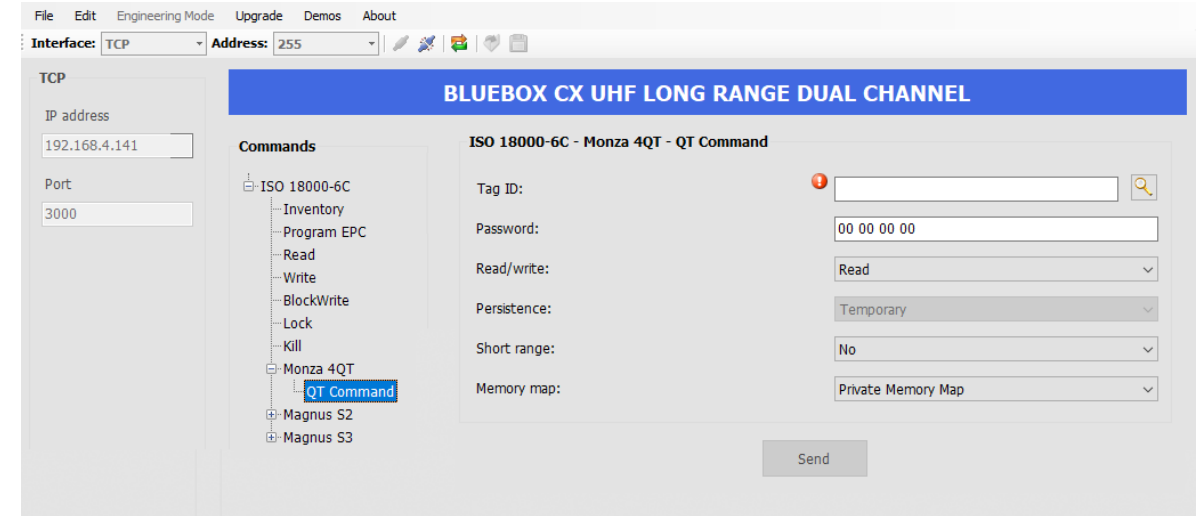 File Edit Engineering Mode Upgrade Demos About
Interface: TCP Address: 255
TCP
IP address
192.168.4.141
Port
3000
BLUEBOX CX UHF LONG RANGE DUAL CHANNEL
Commands
ISO 18000-6C
Inventory
Program EPC
Read
Write
BlockWrite
Lock
Kill
Monza 4QT
QT Command
Magnus S2
Magnus S3
ISO 18000-6C - Monza 4QT - QT Command
Tag ID:
Password: 00 00 00 00
Read/write: Read
Persistence: Temporary
Short range: No
Memory map: Private Memory Map
Send